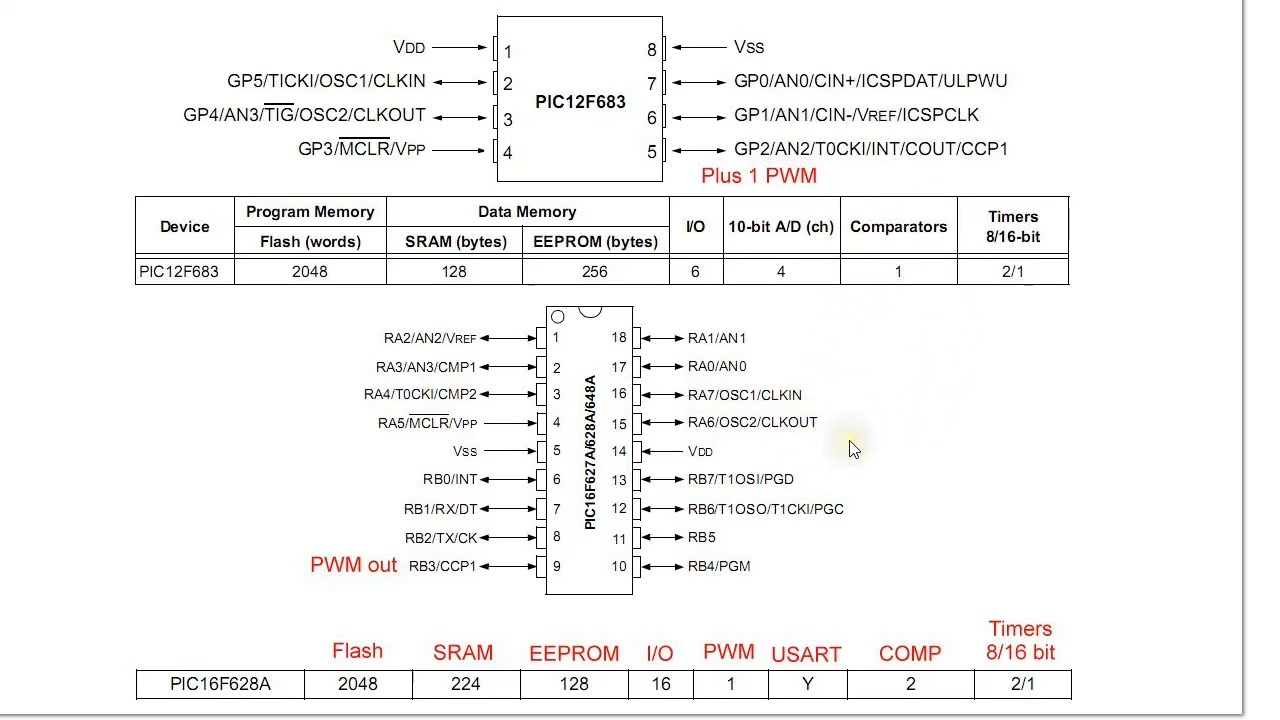 VDD 1 8 VSS
GP5/TICKI/OSC1/CLKIN 2 7 GP0/AN0/CIN+/ICSPDAT/ULPWU
PIC12F683
GP4/AN3/TIG/OSC2/CLKOUT 3 6 GP1/AN1/CIN-/VREF/ICSPCLK
GP3/MCLR/VPP 4 5 GP2/AN2/T0CKI/INT/COUT/CCP1
Plus 1 PWM
Device Program Memory Data Memory I/O 10-bit A/D (ch) Comparators Timers 8/16-bit
Flash (words) SRAM (bytes) EEPROM (bytes)
PIC12F683 2048 128 256 6 4 1 2/1
RA2/AN2/VREF 1 18 RA1/AN1
RA3/AN3/CMP1 2 17 RA0/AN0
RA4/T0CKI/CMP2 3 16 RA7/OSC1/CLKIN
RA5/MCLR/VPP 4 15 RA6/OSC2/CLKOUT
VSS 5 14 VDD
PIC16F627A/628A/648A
RB0/INT 6 13 RB7/T1OSI/PGD
RB1/RX/DT 7 12 RB6/T1OSO/T1CKI/PGC
RB2/TX/CK 8 11 RB5
PWM out RB3/CCP1 9 10 RB4/PGM
Flash SRAM EEPROM I/O PWM USART COMP Timers 8/16 bit
PIC16F628A 2048 224 128 16 1 Y 2 2/1